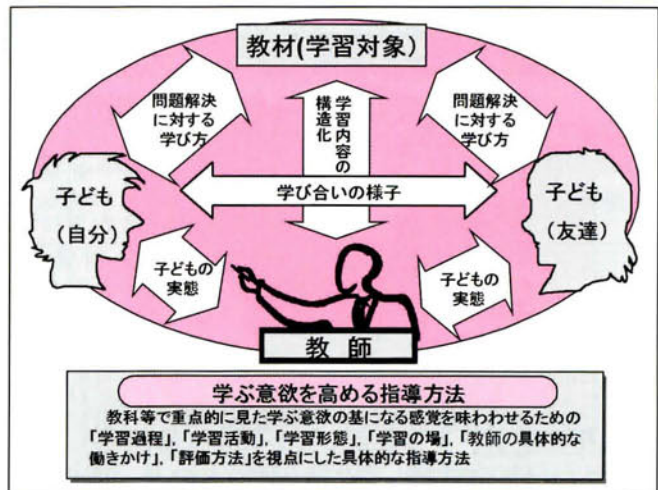 教材(学習対象)
問題解決
に対する
学び方
学習内容の
構造化
問題解決
に対する
学び方
子ども
(自分)
学び合いの様子
子ども
(友達)
子どもの
実態
子どもの
実態
教 師
学ぶ意欲を高める指導方法
教科等で重点的に見た学ぶ意欲の基になる感覚を味わわせるための
「学習過程」,「学習活動」,「学習形態」,「学習の場」,「教師の具体的な
働きかけ」,「評価方法」を視点にした具体的な指導方法